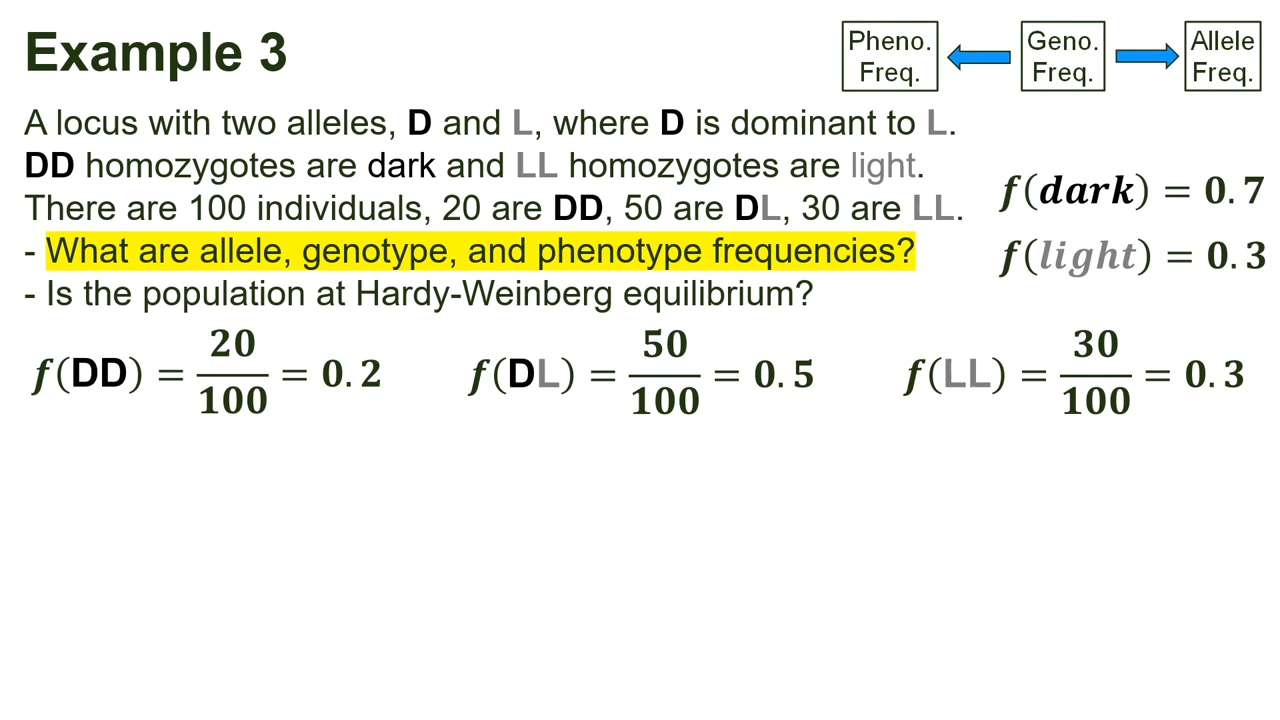 Example 3
Pheno. Freq.
Geno. Freq.
Allele Freq.
A locus with two alleles, D and L, where D is dominant to L.
DD homozygotes are dark and LL homozygotes are light.
There are 100 individuals, 20 are DD, 50 are DL, 30 are LL.
- What are allele, genotype, and phenotype frequencies?
- Is the population at Hardy-Weinberg equilibrium?
f(dark) = 0.7
f(light) = 0.3
f(DD) = 20/100 = 0.2
f(DL) = 50/100 = 0.5
f(LL) = 30/100 = 0.3